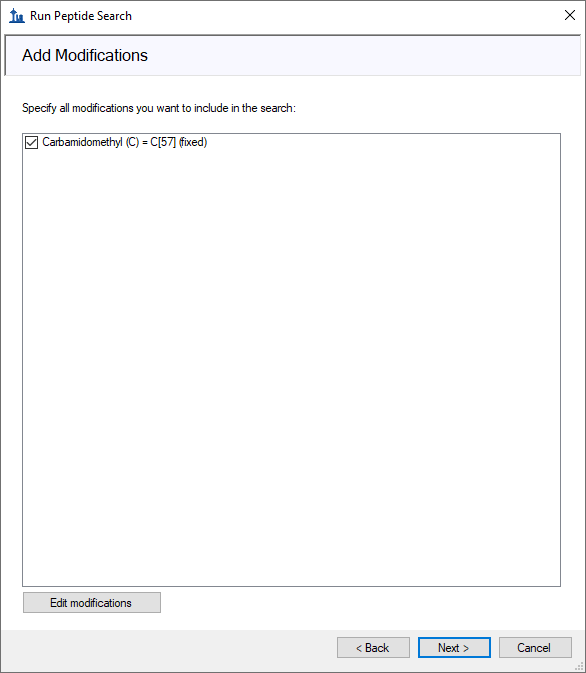 Run Peptide Search
Add Modifications
Specify all modifications you want to include in the search:
Carbamidomethyl (C) = C[57] (fixed)
Edit modifications
< Back
Next >
Cancel